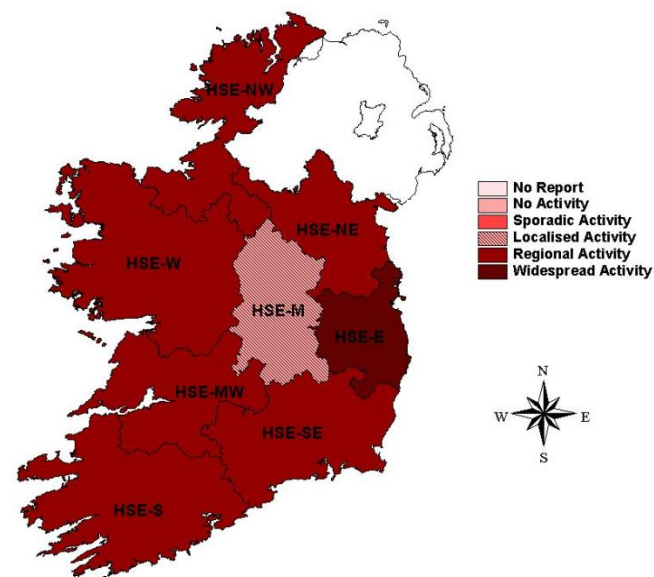 HSE-NW
No Report
No Activity
Sporadic Activity
Localised Activity
Regional Activity
Widespread Activity
HSE-NE
HSE-W
HSE-M
HSE-E
HSE-MW
HSE-SE
HSE-S
N
W
E
S